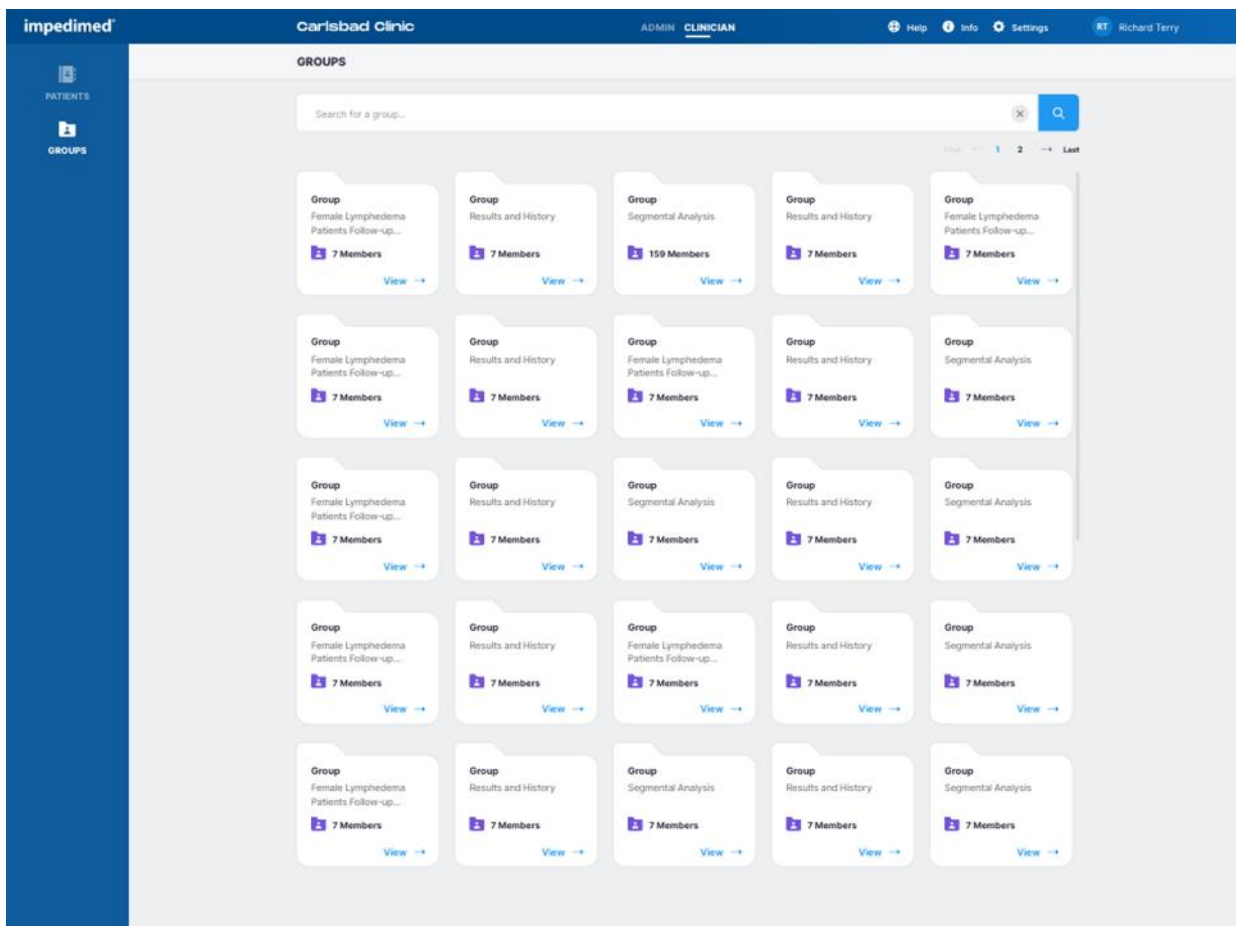 impedimed®
Carlsbad Clinic
ADMIN CLINICIAN
Help Info Settings
RT Richard Terry
PATIENTS
GROUPS
GROUPS
Search for a group...
First ← 1 2 → Last
Group
Female Lymphedema
Patients Follow-up...
7 Members
View →
Group
Results and History
7 Members
View →
Group
Segmental Analysis
159 Members
View →
Group
Results and History
7 Members
View →
Group
Female Lymphedema
Patients Follow-up...
7 Members
View →
Group
Female Lymphedema
Patients Follow-up...
7 Members
View →
Group
Results and History
7 Members
View →
Group
Female Lymphedema
Patients Follow-up...
7 Members
View →
Group
Results and History
7 Members
View →
Group
Segmental Analysis
7 Members
View →
Group
Female Lymphedema
Patients Follow-up...
7 Members
View →
Group
Results and History
7 Members
View →
Group
Segmental Analysis
7 Members
View →
Group
Results and History
7 Members
View →
Group
Segmental Analysis
7 Members
View →
Group
Female Lymphedema
Patients Follow-up...
7 Members
View →
Group
Results and History
7 Members
View →
Group
Female Lymphedema
Patients Follow-up...
7 Members
View →
Group
Results and History
7 Members
View →
Group
Segmental Analysis
7 Members
View →
Group
Female Lymphedema
Patients Follow-up...
7 Members
View →
Group
Results and History
7 Members
View →
Group
Segmental Analysis
7 Members
View →
Group
Results and History
7 Members
View →
Group
Segmental Analysis
7 Members
View →